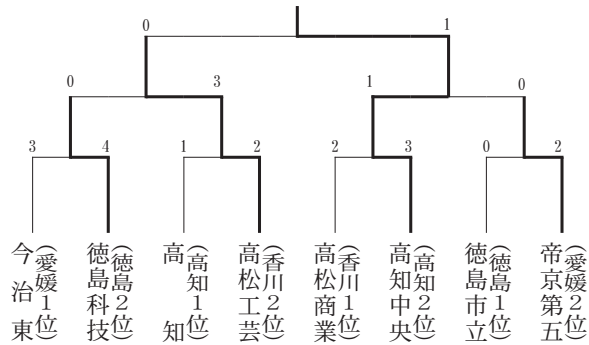 0 1
0 3 1 0
3 4 1 2 2 3 0 2
今治東
(愛媛1位)
徳島科技
(徳島2位)
高知
(高知1位)
高松工芸
(香川2位)
高松商業
(香川1位)
高知中央
(高知2位)
徳島市立
(徳島1位)
帝京第五
(愛媛2位)